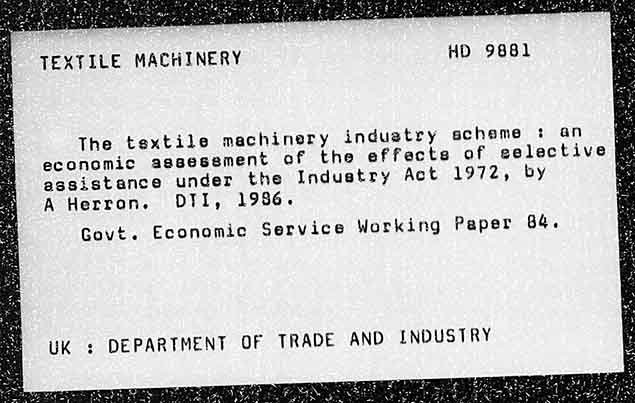 TEXTILE MACHINERY HD 9881
The textile machinery industry scheme : an
economic assessment of the effects of selective
assistance under the Industry Act 1972, by
A Herron. DTI, 1986.
Govt. Economic Service Working Paper 84.
UK : DEPARTMENT OF TRADE AND INDUSTRY